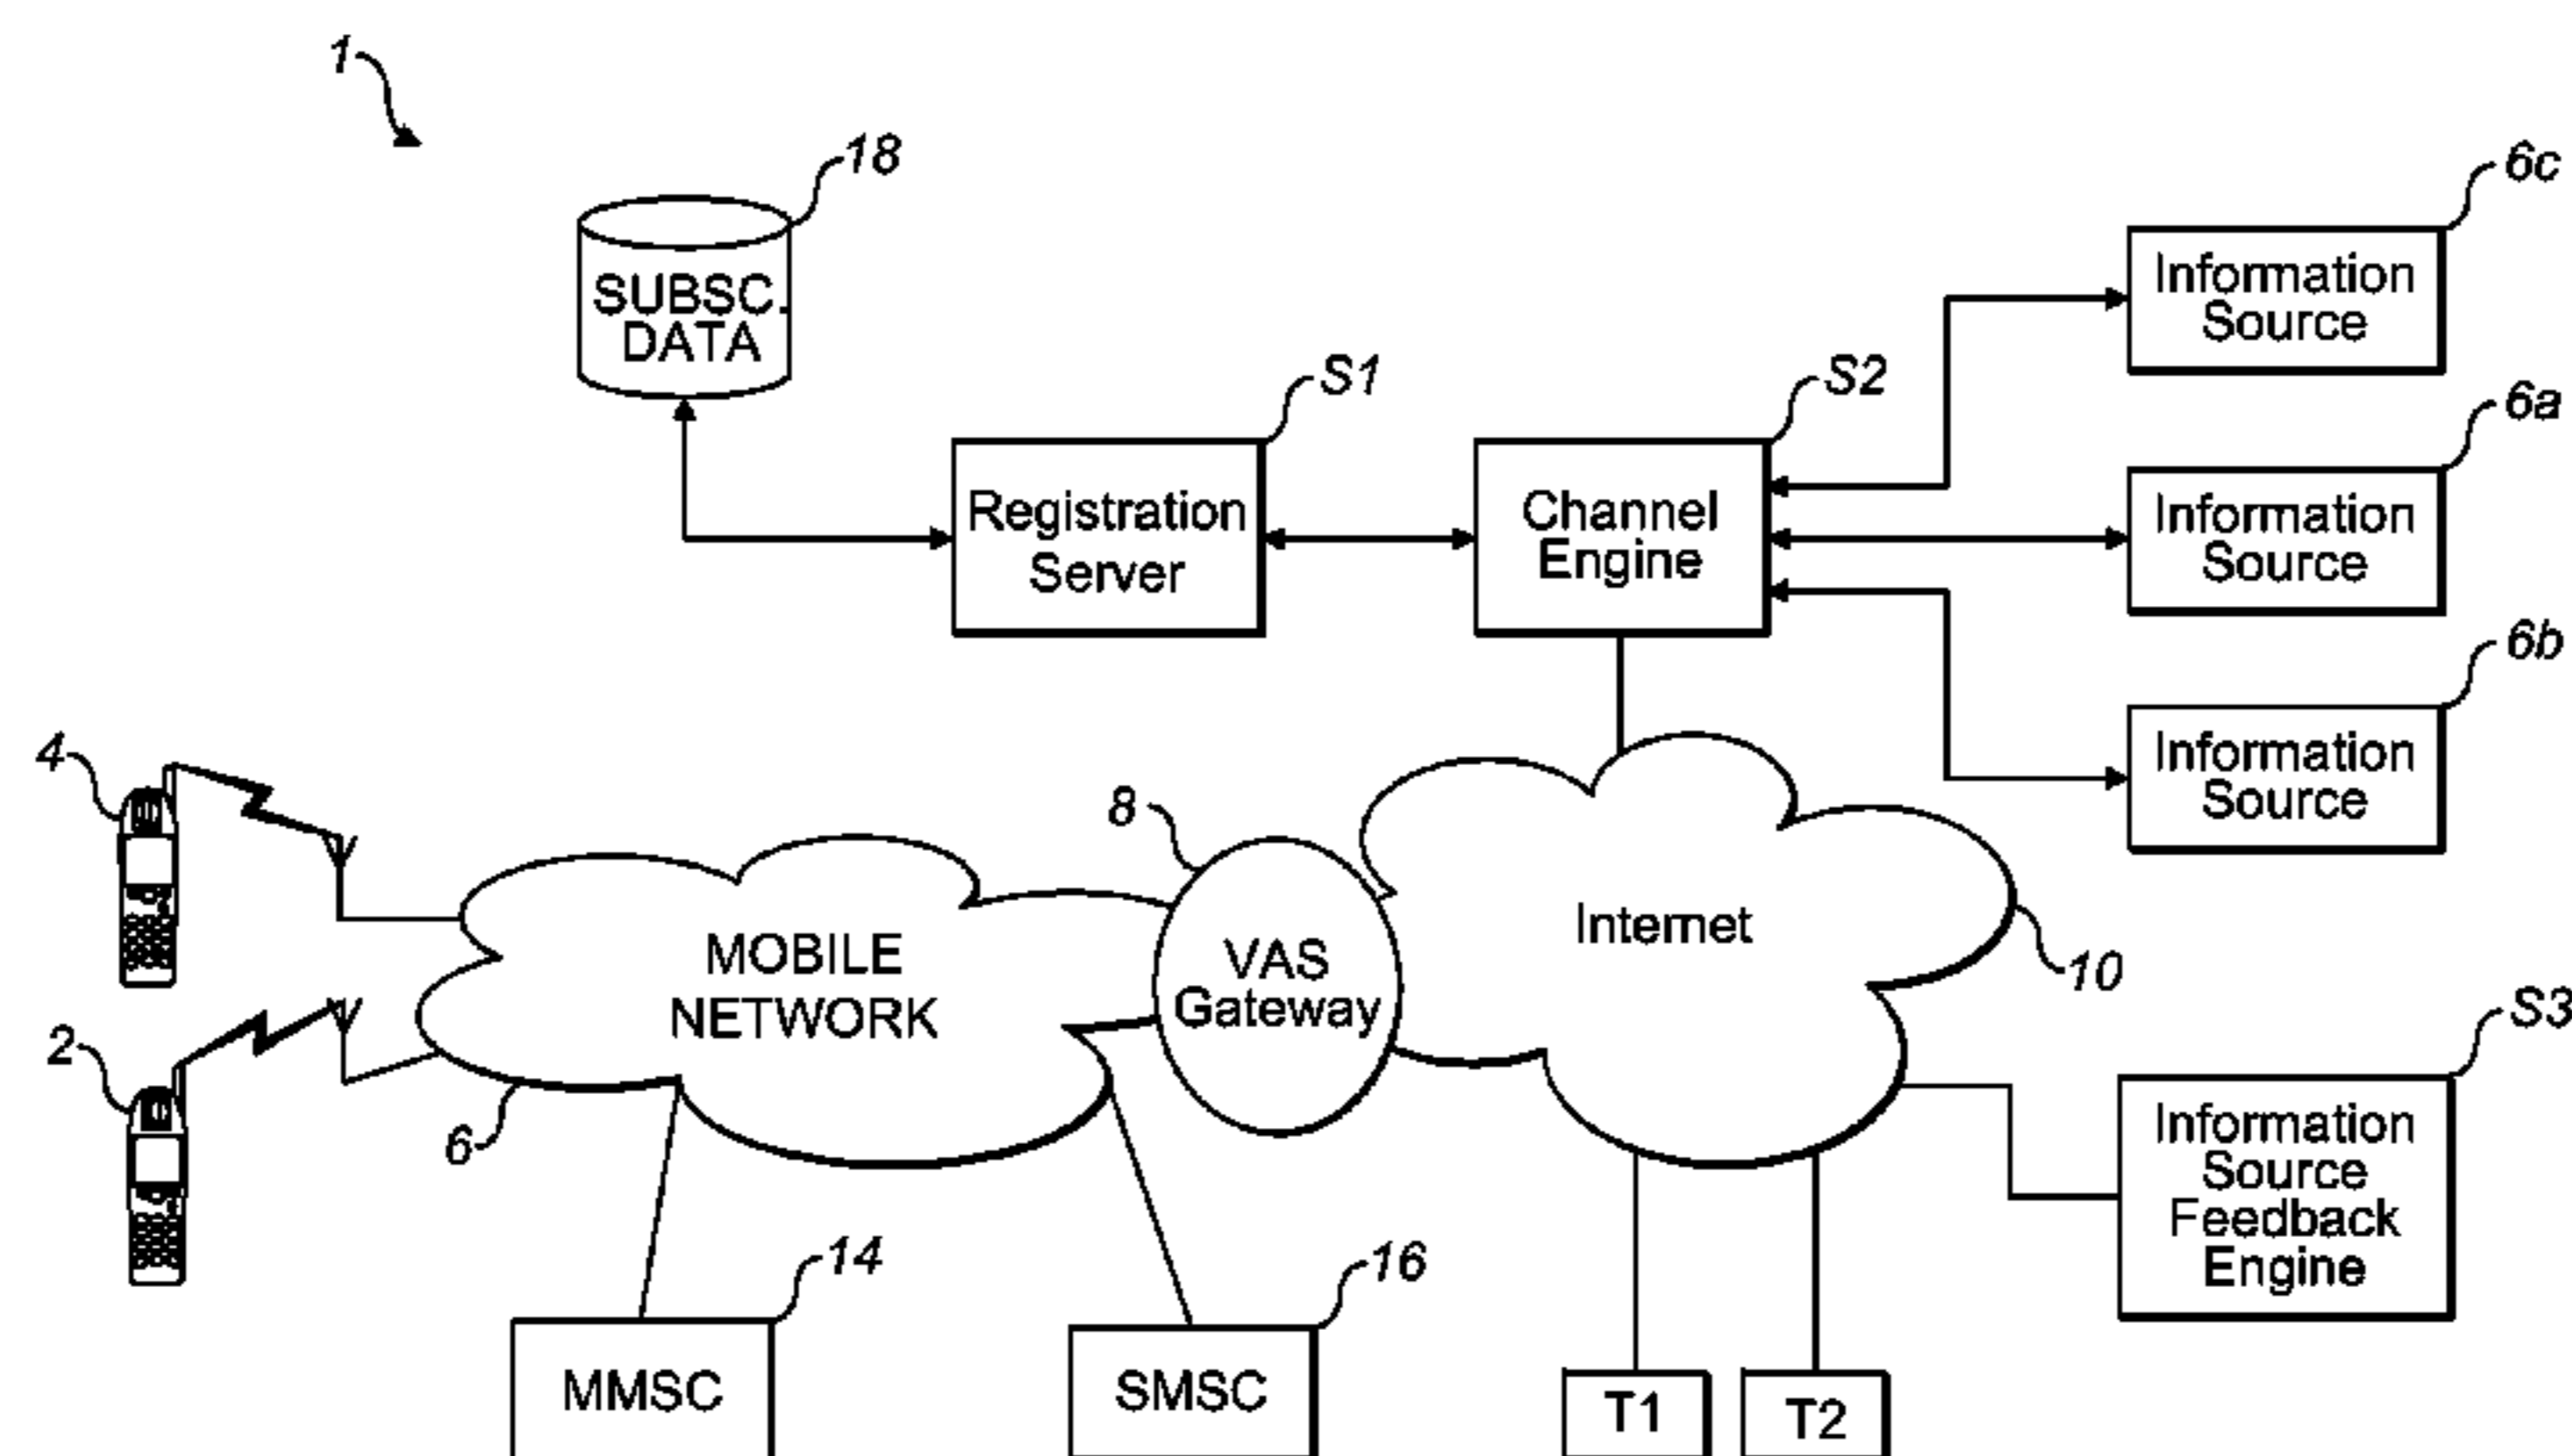 1
18
SUBSC.
DATA
S1
Registration
Server
S2
Channel
Engine
6c
Information
Source
6a
Information
Source
6b
Information
Source
4
2
MOBILE
NETWORK
6
8
VAS
Gateway
Internet
10
S3
Information
Source
Feedback
Engine
14
MMSC
16
SMSC
T1
T2